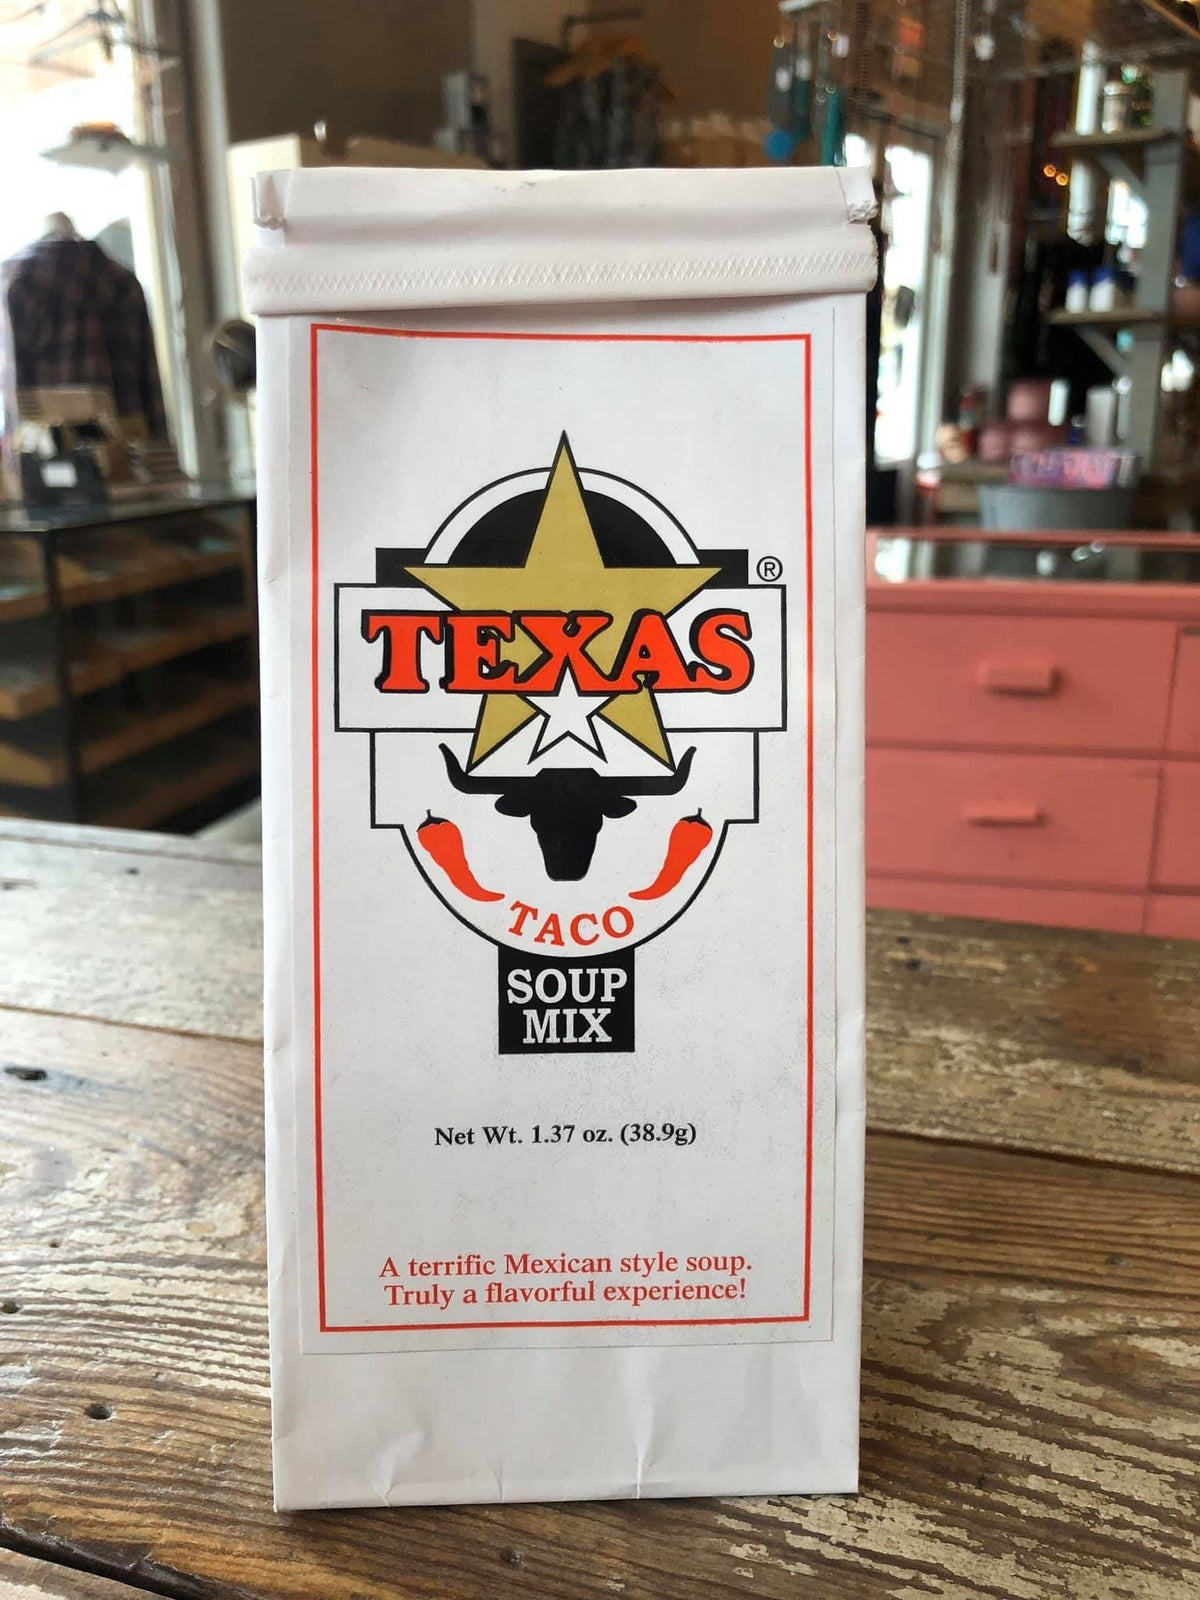 ®
TEXAS
TACO
SOUP
MIX
Net Wt. 1.37 oz. (38.9g)
A terrific Mexican style soup.
Truly a flavorful experience!